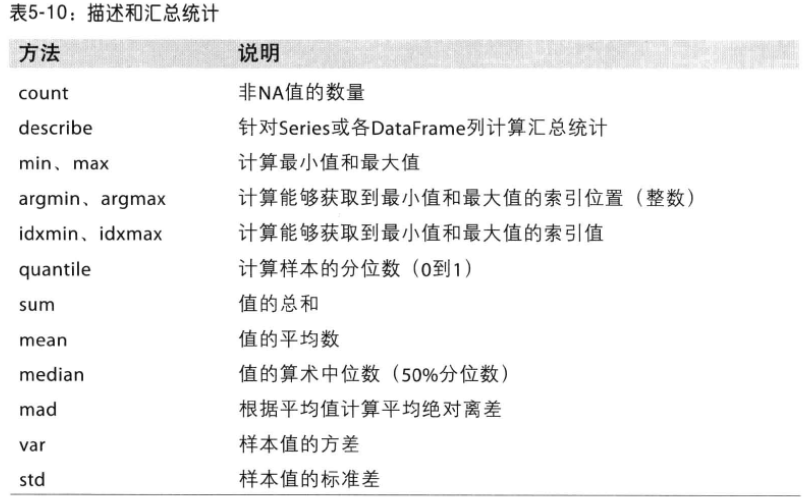 表5-10：描述和汇总统计
方法 说明
count 非NA值的数量
describe 针对Series或各DataFrame列计算汇总统计
min、max 计算最小值和最大值
argmin、argmax 计算能够获取到最小值和最大值的索引位置（整数）
idxmin、idxmax 计算能够获取到最小值和最大值的索引值
quantile 计算样本的分位数（0到1）
sum 值的总和
mean 值的平均数
median 值的算术中位数（50%分位数）
mad 根据平均值计算平均绝对离差
var 样本值的方差
std 样本值的标准差